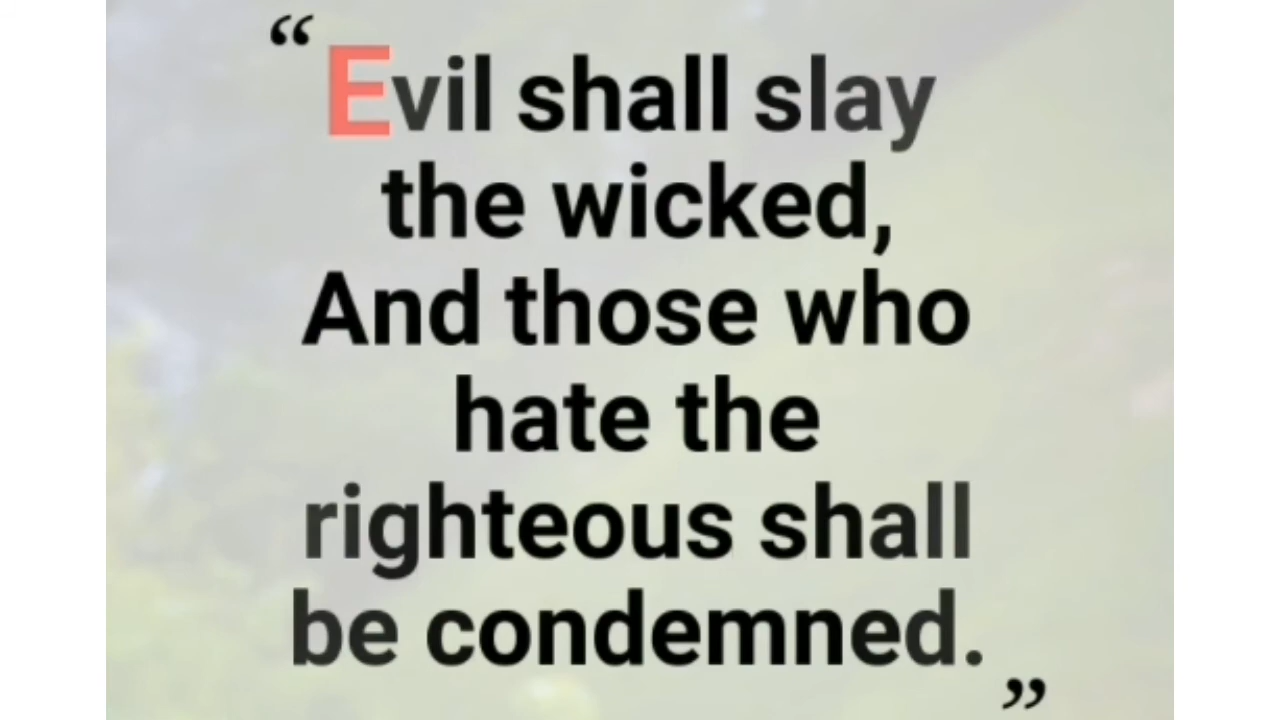 “Evil shall slay
the wicked,
And those who
hate the
righteous shall
be condemned.”